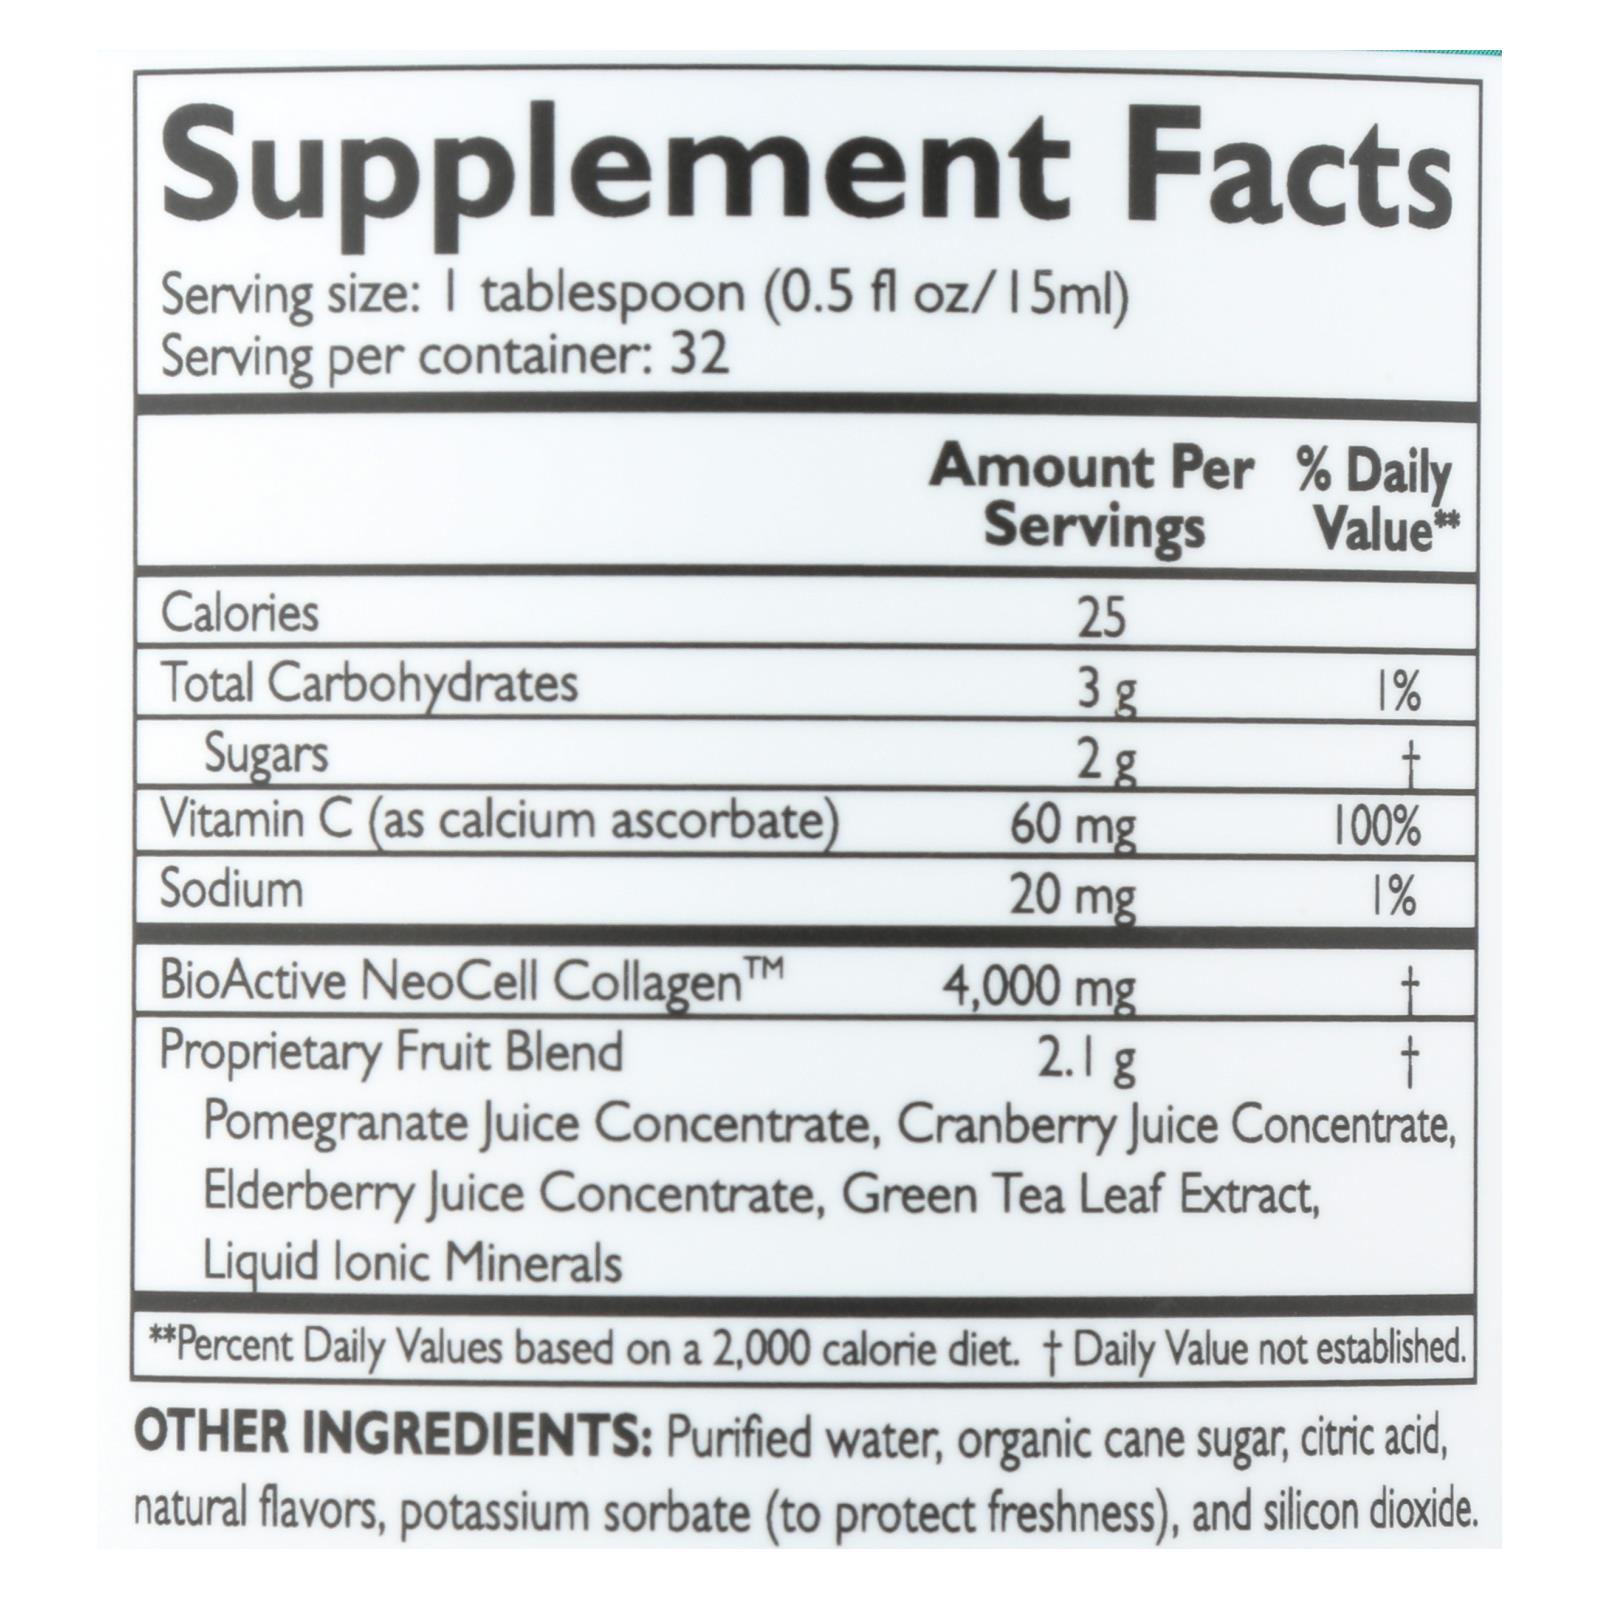 Supplement Facts
Serving size: 1 tablespoon (0.5 fl oz/15ml)
Serving per container: 32
Amount Per % Daily
Servings Value**
Calories 25
Total Carbohydrates 3 g 1%
Sugars 2 g †
Vitamin C (as calcium ascorbate) 60 mg 100%
Sodium 20 mg 1%
BioActive NeoCell Collagen™ 4,000 mg †
Proprietary Fruit Blend 2.1 g †
Pomegranate Juice Concentrate, Cranberry Juice Concentrate,
Elderberry Juice Concentrate, Green Tea Leaf Extract,
Liquid Ionic Minerals
**Percent Daily Values based on a 2,000 calorie diet. † Daily Value not established.
OTHER INGREDIENTS: Purified water, organic cane sugar, citric acid,
natural flavors, potassium sorbate (to protect freshness), and silicon dioxide.